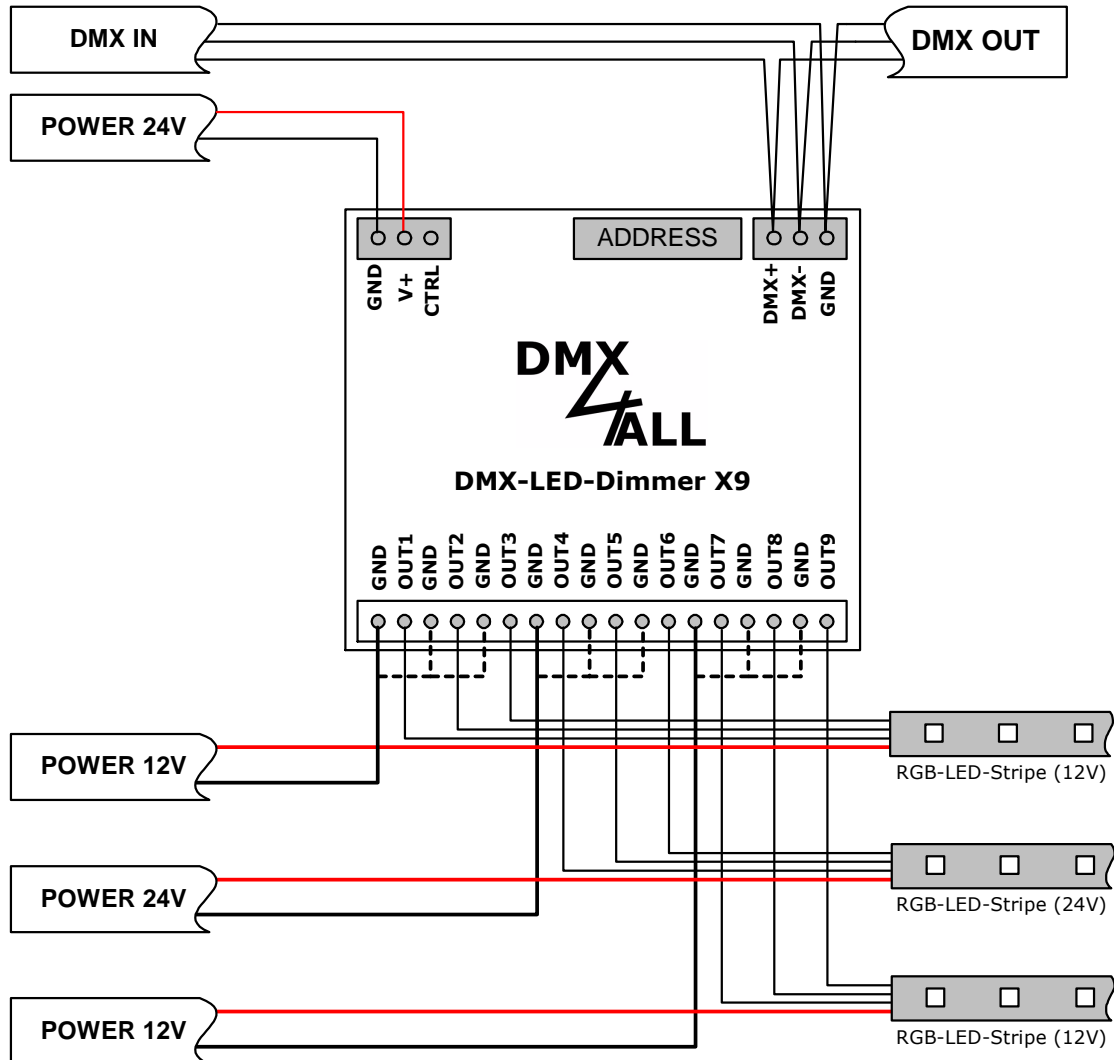 DMX IN
DMX OUT
POWER 24V
ADDRESS
GND
V+
CTRL
DMX+
DMX-
GND
DMX
4
ALL
DMX-LED-Dimmer X9
GND
OUT1
GND
OUT2
GND
OUT3
GND
OUT4
GND
OUT5
GND
OUT6
GND
OUT7
GND
OUT8
GND
OUT9
POWER 12V
RGB-LED-Stripe (12V)
POWER 24V
RGB-LED-Stripe (24V)
POWER 12V
RGB-LED-Stripe (12V)